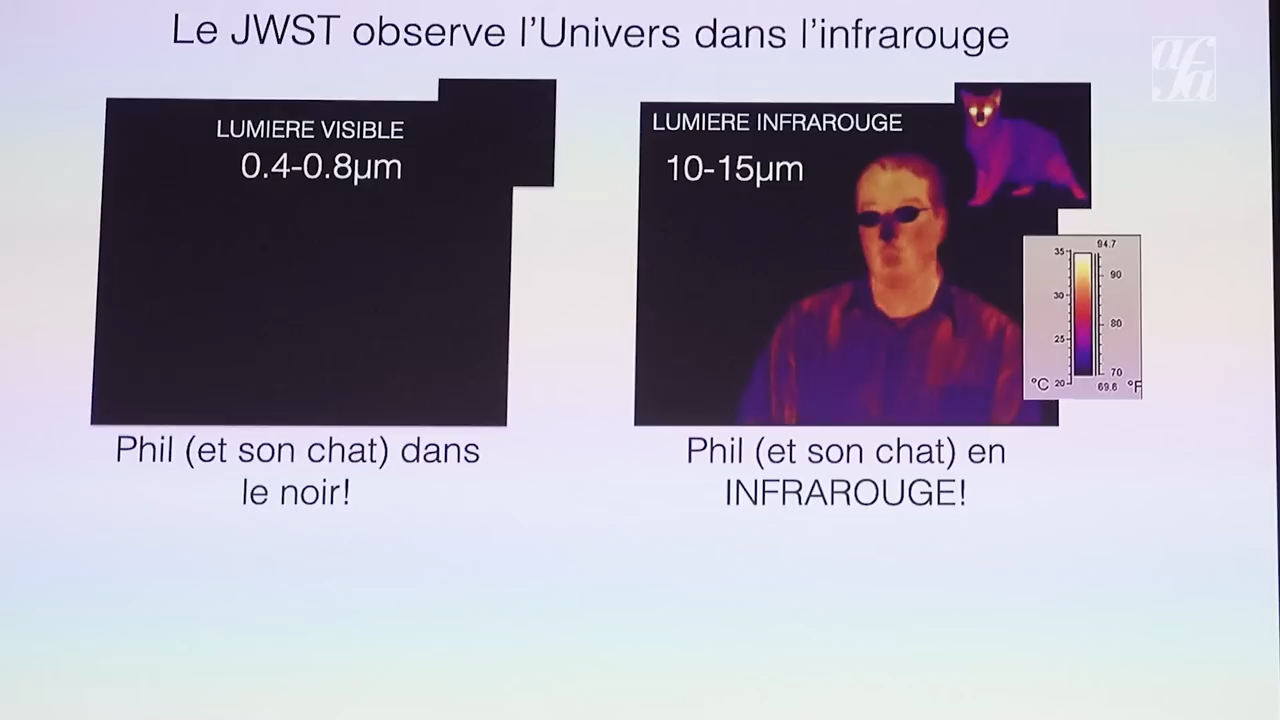 Le JWST observe l'Univers dans l'infrarouge
afa
LUMIERE VISIBLE
0.4-0.8µm
LUMIERE INFRAROUGE
10-15µm
94.7
35
90
30
80
25
70
°C 20
69.6 °F
Phil (et son chat) dans
le noir!
Phil (et son chat) en
INFRAROUGE!